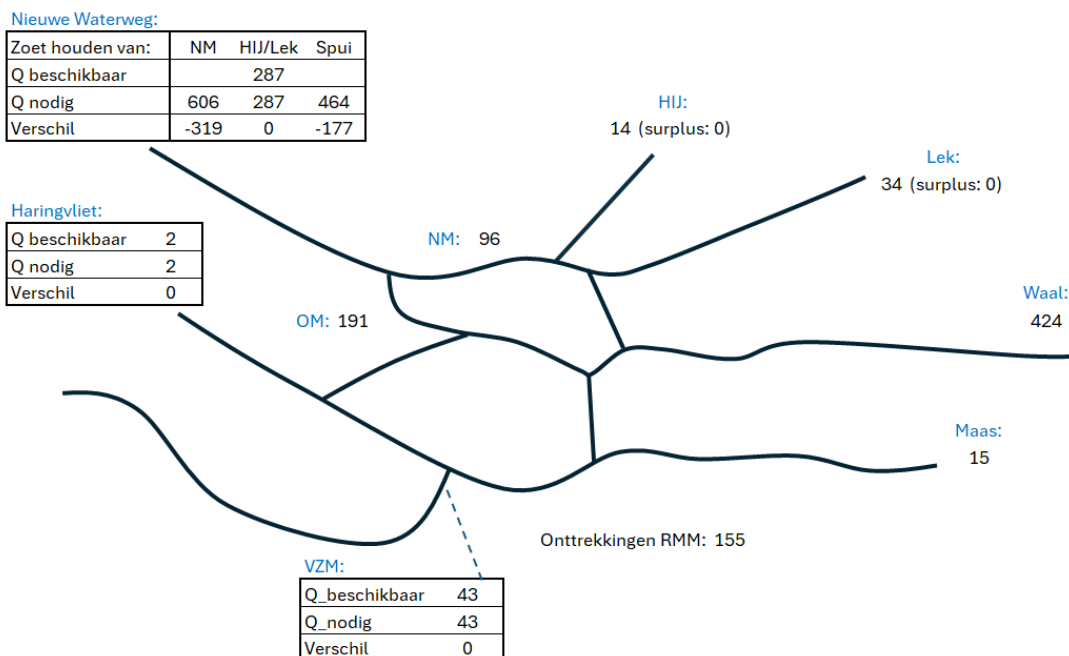 Nieuwe Waterweg:
Zoet houden van: NM HIJ/Lek Spui
Q beschikbaar 287
Q nodig 606 287 464
Verschil -319 0 -177
HIJ:
14 (surplus: 0)
Lek:
34 (surplus: 0)
Haringvliet:
Q beschikbaar 2
Q nodig 2
Verschil 0
NM: 96
OM: 191
Waal:
424
Maas:
15
Onttrekkingen RMM: 155
VZM:
Q_beschikbaar 43
Q_nodig 43
Verschil 0